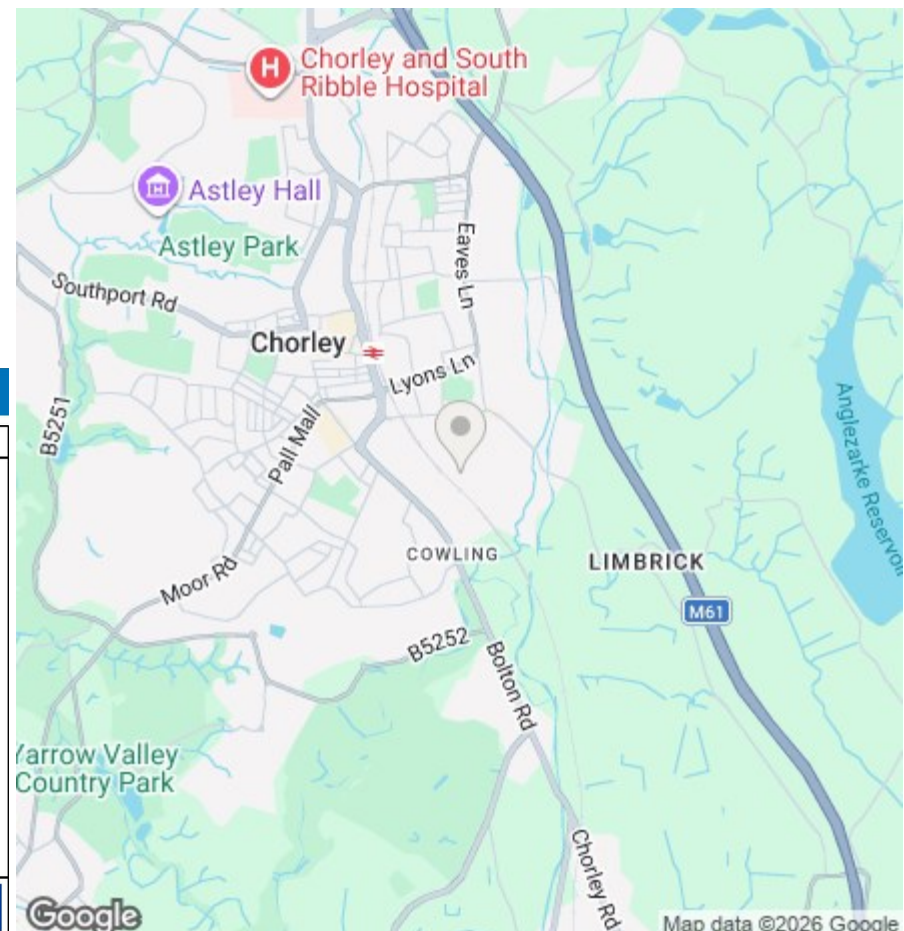 H
Chorley and South
Ribble Hospital
Astley Hall
Astley Park
Eaves Ln
Southport Rd
Chorley
Lyons Ln
B5251
Pall Mall
Anglezarke Reservoir
COWLING
LIMBRICK
Moor Rd
M61
B5252
Bolton Rd
Yarrow Valley
Country Park
Chorley Rd
Google
Map data ©2026 Google